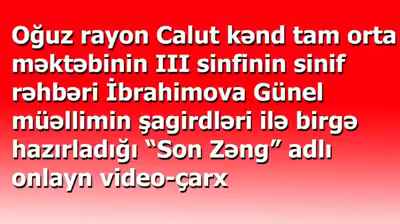 Oğuz rayon Calut kənd tam orta
məktəbinin III sinfinin sinif
rəhbəri İbrahimova Günel
müəllimin şagirdləri ilə birgə
hazırladığı “Son Zəng” adlı
onlayn video-çarx